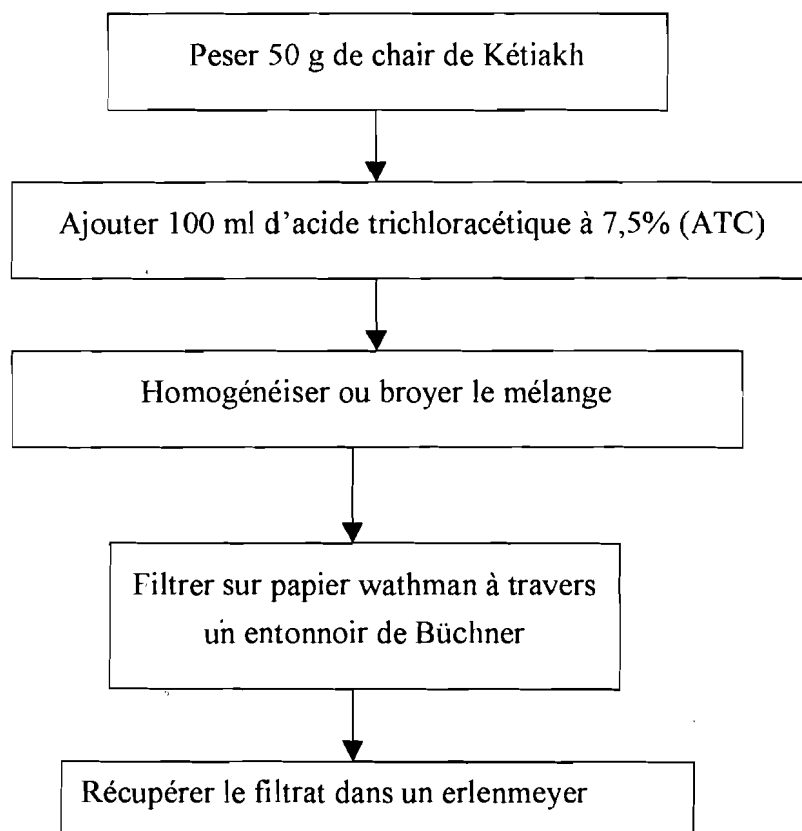 Peser 50 g de chair de Kétiakh
Ajouter 100 ml d'acide trichloracétique à 7,5% (ATC)
Homogénéiser ou broyer le mélange
Filtrer sur papier wathman à travers
un entonnoir de Büchner
Récupérer le filtrat dans un erlenmeyer